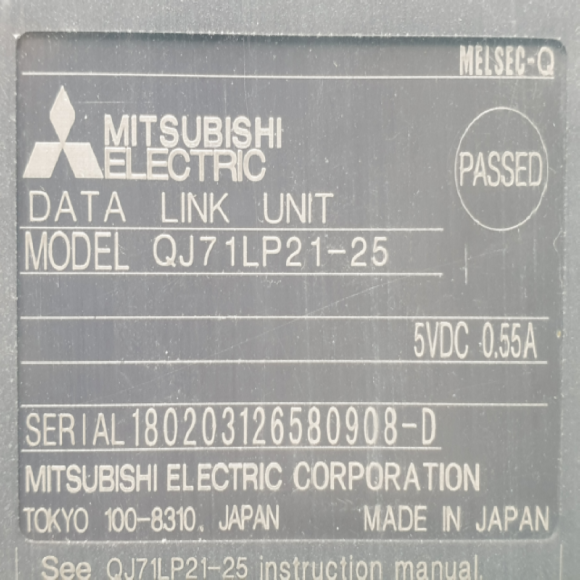 MELSEC-Q
MITSUBISHI
ELECTRIC
PASSED
DATA LINK UNIT
MODEL QJ71LP21-25
5VDC 0.55A
SERIAL 180203126580908-D
MITSUBISHI ELECTRIC CORPORATION
TOKYO 100-8310, JAPAN MADE IN JAPAN
See QJ71LP21-25 instruction manual.